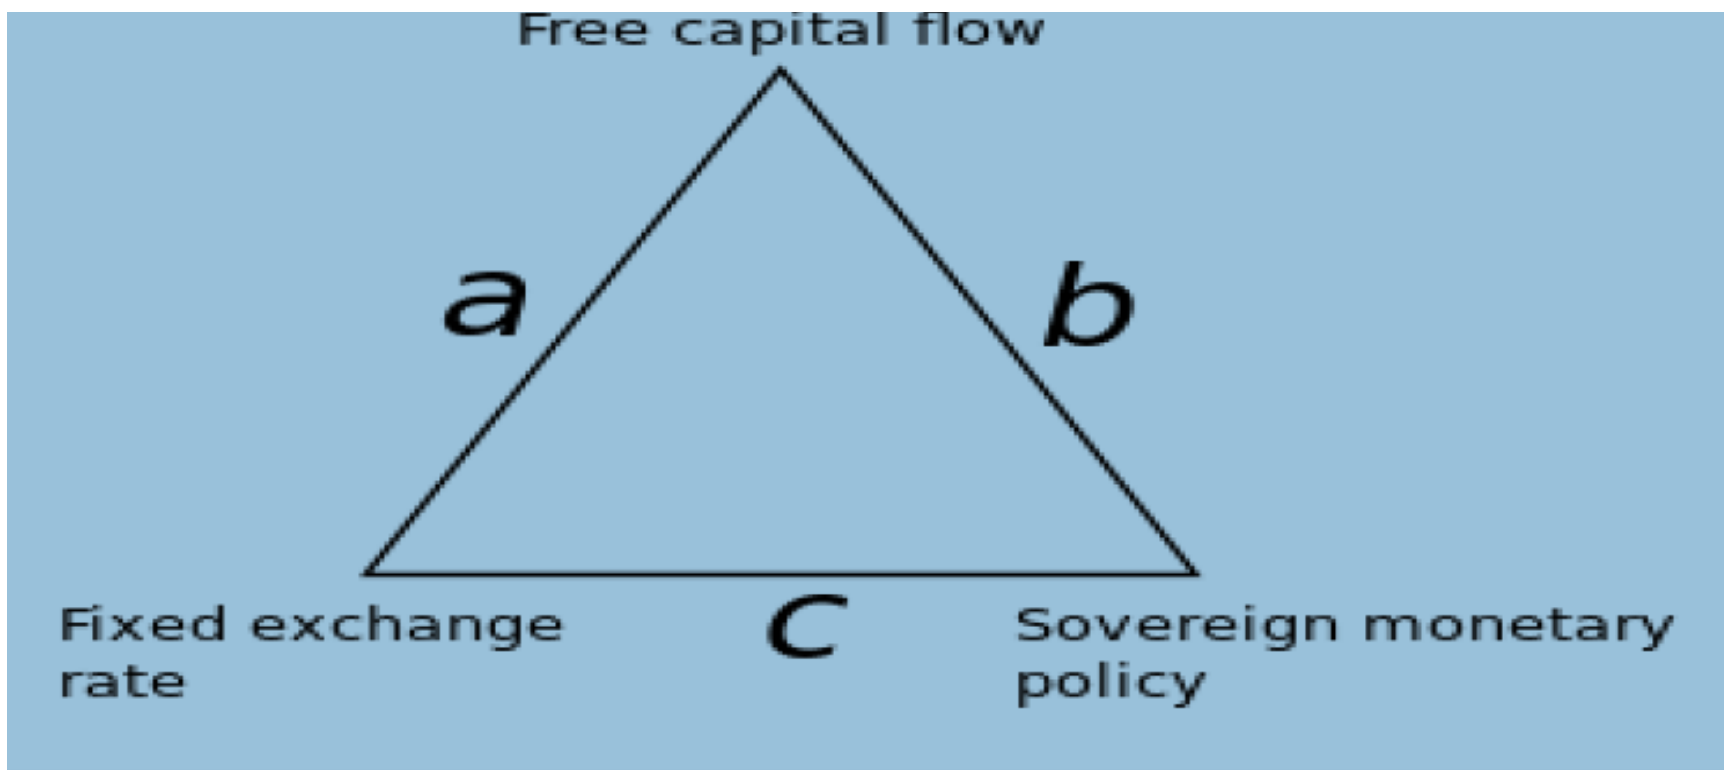 Free capital flow
a
b
Fixed exchange
rate
c
Sovereign monetary
policy